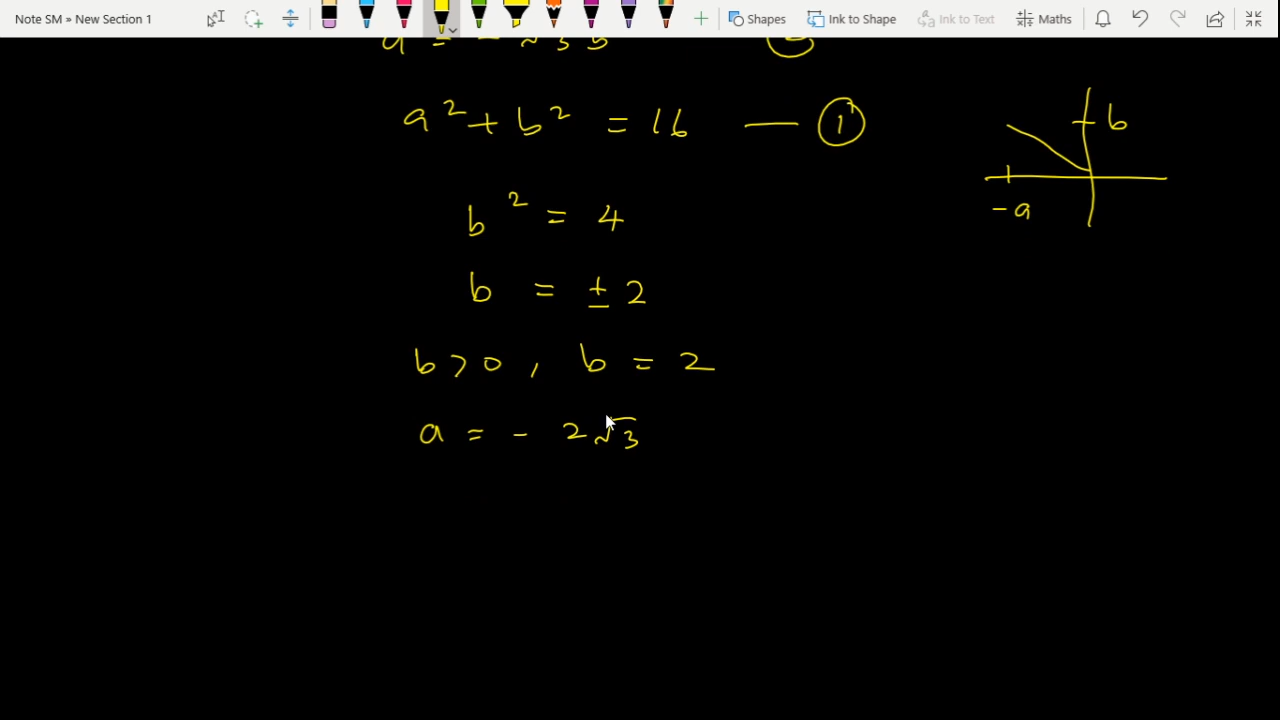 Note SM » New Section 1
Shapes
Ink to Shape
Ink to Text
Maths
a² + b² = 16 — ①
b
-a
b² = 4
b = ± 2
b > 0, b = 2
a = - 2√3